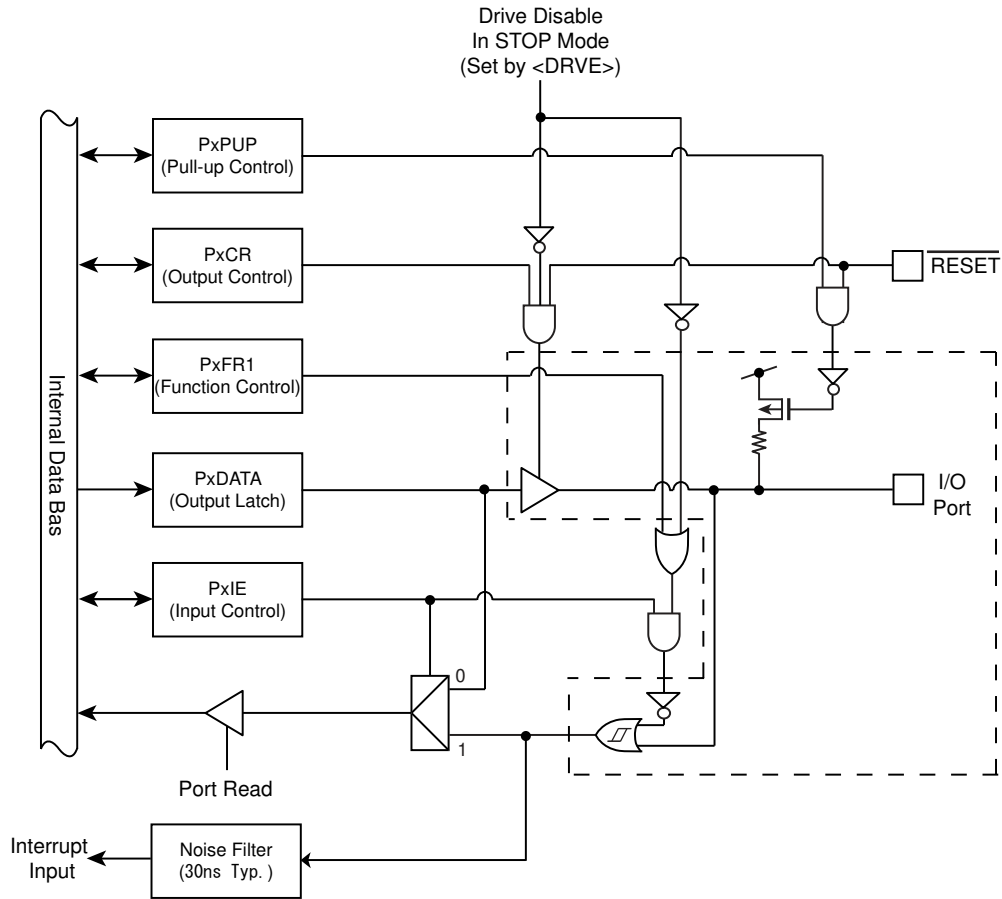 Drive Disable
In STOP Mode
(Set by <DRVE>)
PxPUP
(Pull-up Control)
PxCR
(Output Control)
RESET
PxFR1
(Function Control)
Internal Data Bas
PxDATA
(Output Latch)
I/O
Port
PxIE
(Input Control)
0
1
Port Read
Interrupt
Input
Noise Filter
(30ns Typ. )